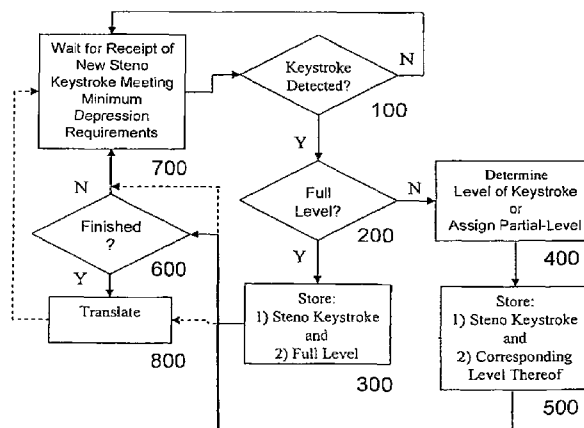 Wait for Receipt of
New Steno
Keystroke Meeting
Minimum
Depression
Requirements
700
Keystroke
Detected?
100
N
Y
Full
Level?
200
N
Y
Determine
Level of Keystroke
or
Assign Partial-Level
400
N
Finished
?
600
Y
Translate
800
Store:
1) Steno Keystroke
and
2) Full Level
300
Store:
1) Steno Keystroke
and
2) Corresponding
Level Thereof
500